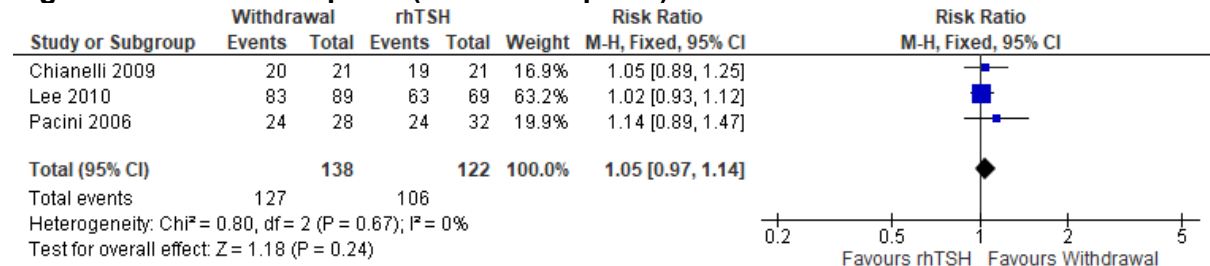 Withdrawal rhTSH Risk Ratio Risk Ratio
Study or Subgroup Events Total Events Total Weight M-H, Fixed, 95% CI M-H, Fixed, 95% CI
Chianelli 2009 20 21 19 21 16.9% 1.05 [0.89, 1.25]
Lee 2010 83 89 63 69 63.2% 1.02 [0.93, 1.12]
Pacini 2006 24 28 24 32 19.9% 1.14 [0.89, 1.47]
Total (95% CI) 138 122 100.0% 1.05 [0.97, 1.14]
Total events 127 106
Heterogeneity: Chi² = 0.80, df = 2 (P = 0.67); I² = 0%
Test for overall effect: Z = 1.18 (P = 0.24)
0.2 0.5 1 2 5
Favours rhTSH Favours Withdrawal